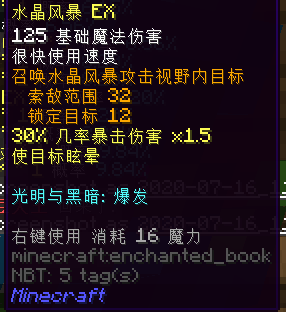 水晶风暴 EX
125 基础魔法伤害
很快使用速度
召唤水晶风暴攻击视野内目标
索敌范围 32
锁定目标 12
30% 几率暴击伤害 x1.5
使目标眩晕
光明与黑暗: 爆发
右键使用 消耗 16 魔力
minecraft:enchanted_book
NBT: 5 tag(s)
Minecraft